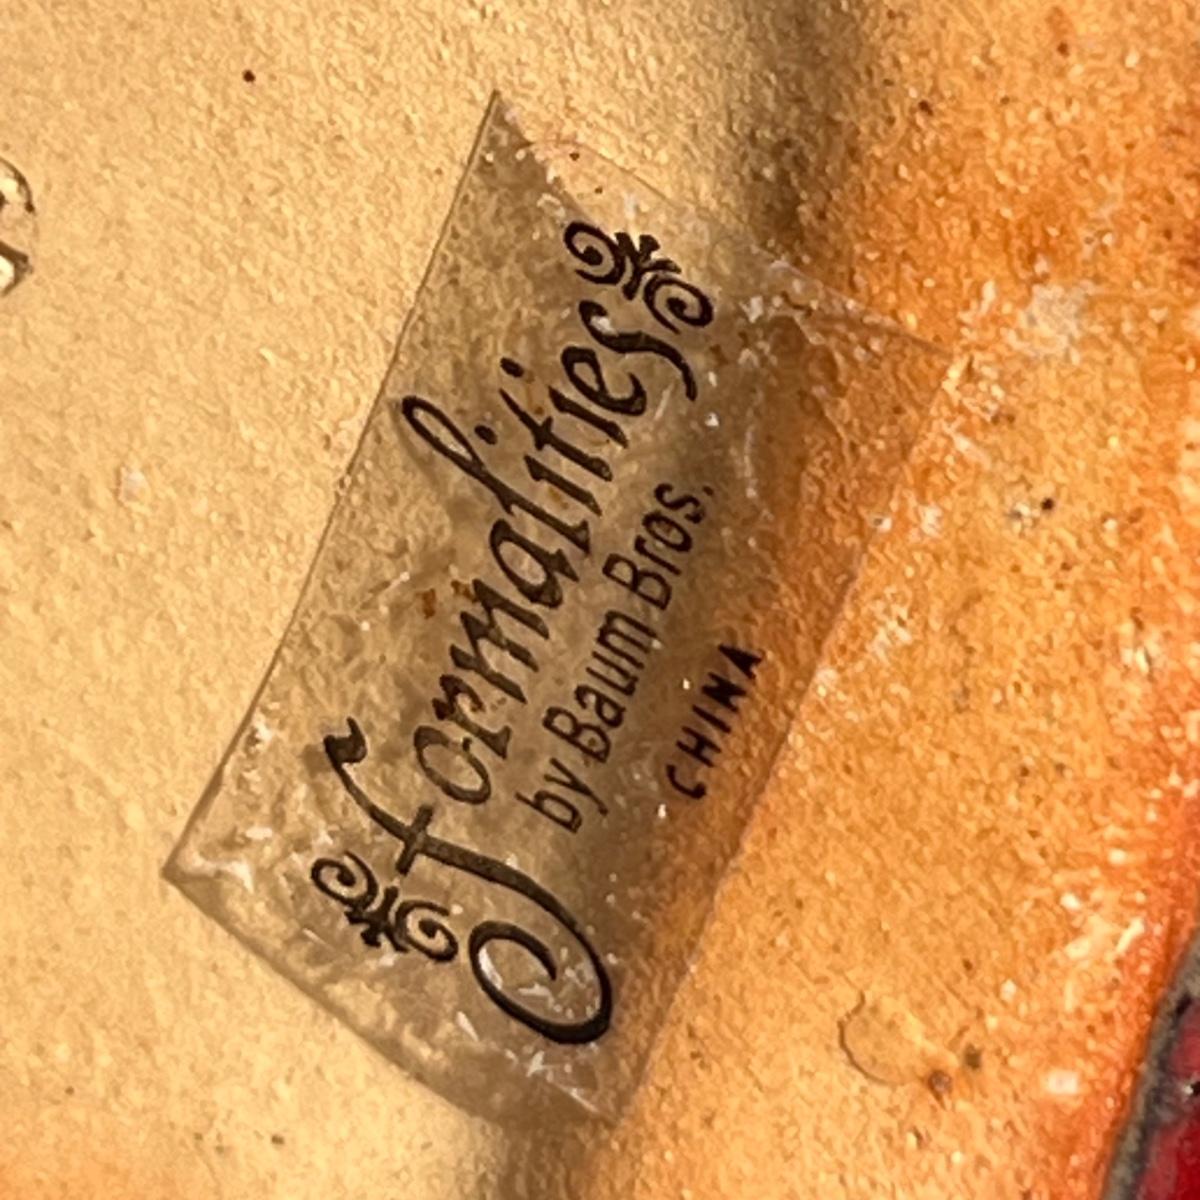 Formalities
by Baum Bros.
CHINA